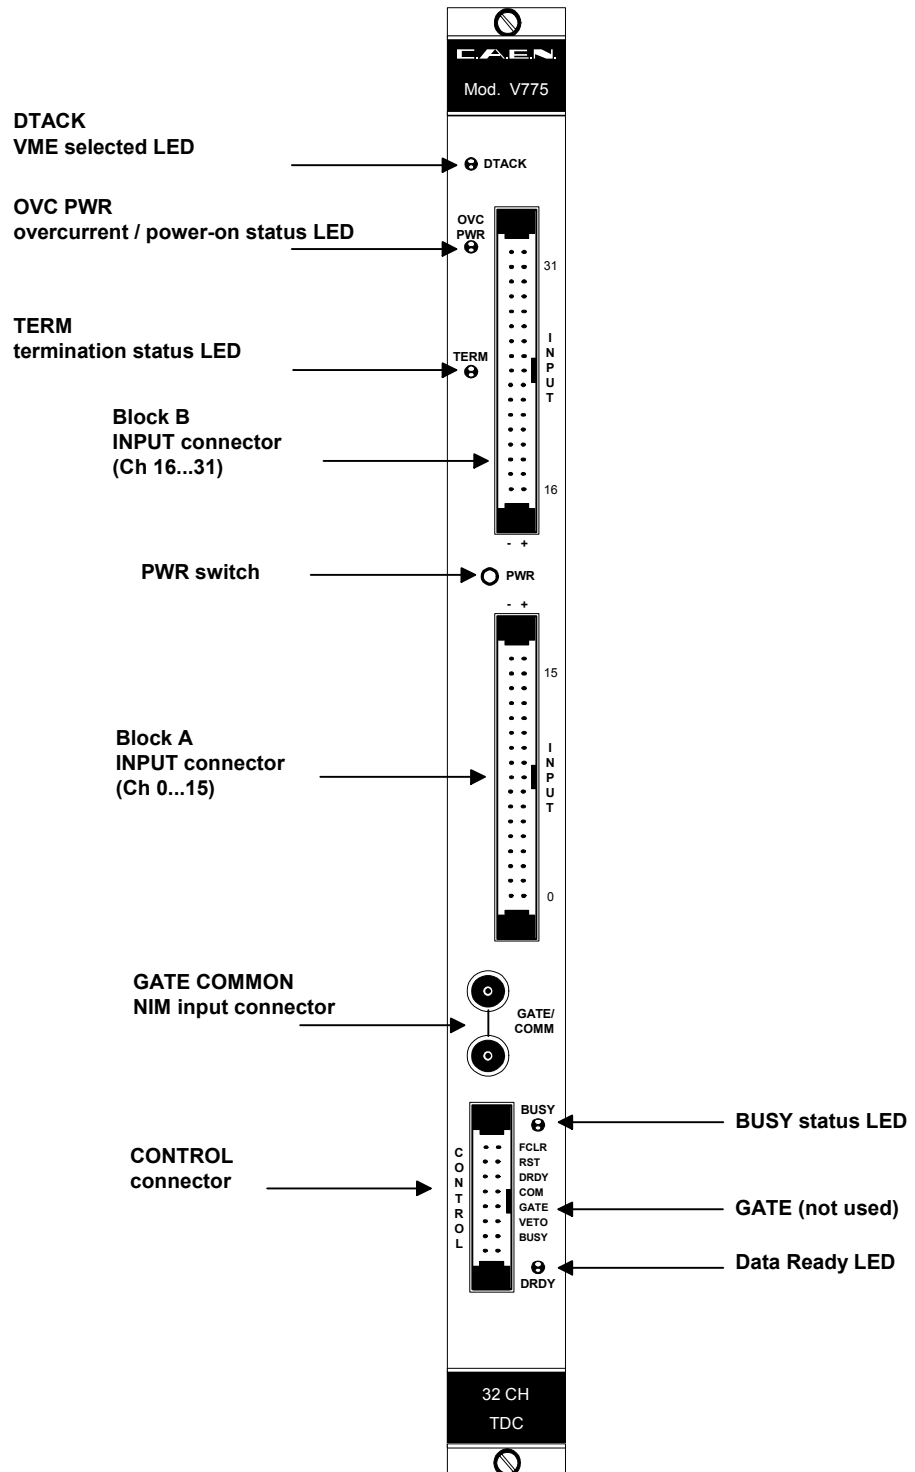 C.A.E.N.
Mod. V775
DTACK
VME selected LED
DTACK
OVC PWR
overcurrent / power-on status LED
OVC
PWR
31
TERM
termination status LED
TERM
INPUT
Block B
INPUT connector
(Ch 16...31)
16
- +
PWR switch
PWR
- +
15
Block A
INPUT connector
(Ch 0...15)
INPUT
0
GATE COMMON
NIM input connector
GATE/
COMM
BUSY
BUSY status LED
CONTROL
connector
CONTROL
FCLR
RST
DRDY
COM
GATE
VETO
BUSY
GATE (not used)
Data Ready LED
DRDY
32 CH
TDC